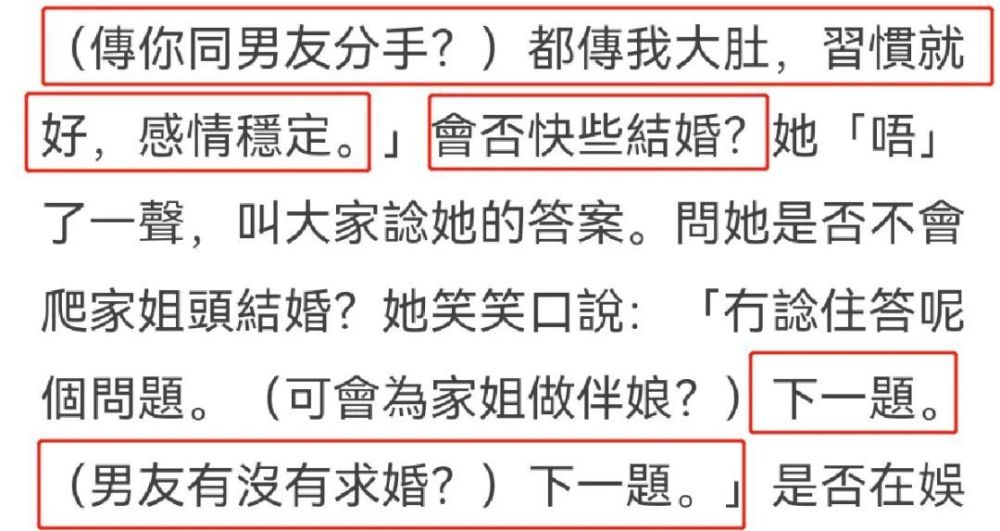 （傳你同男友分手？）都傳我大肚，習慣就
好，感情穩定。」會否快些結婚？她「唔」
了一聲，叫大家諗她的答案。問她是否不會
爬家姐頭結婚？她笑笑口說：「冇諗住答呢
個問題。（可會為家姐做伴娘？）下一題。
（男友有沒有求婚？）下一題。」是否在娛